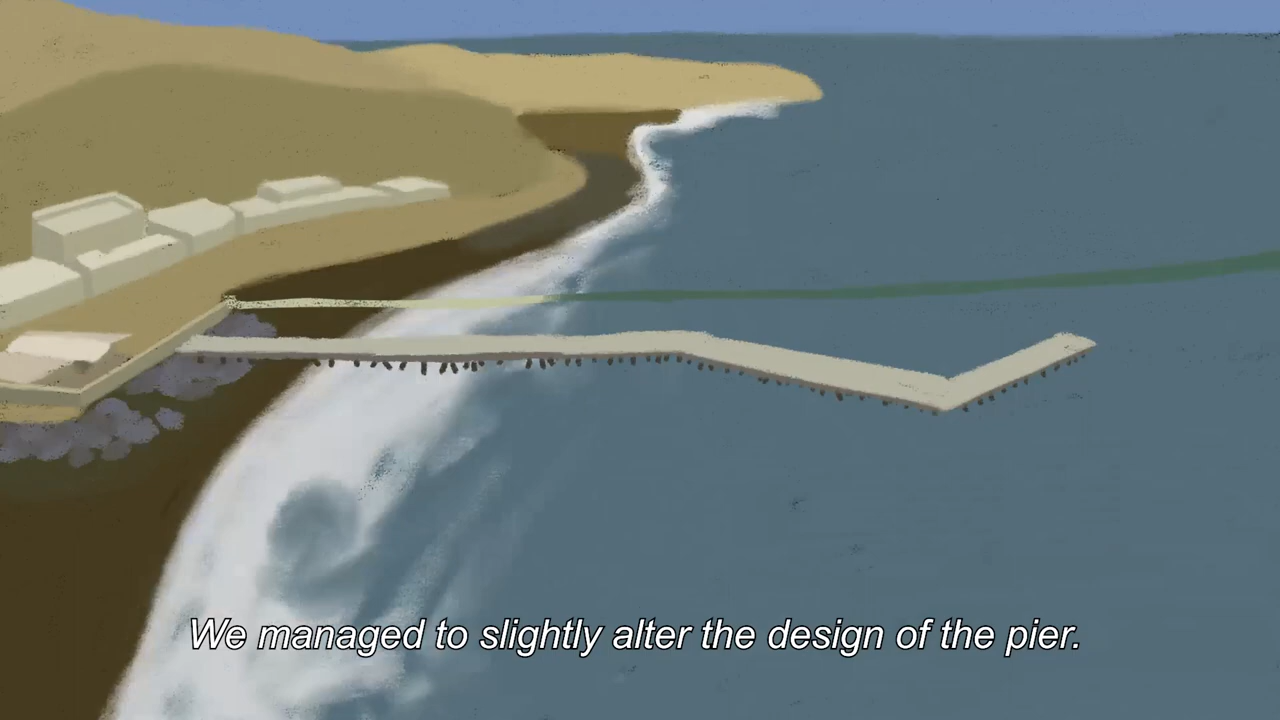 We managed to slightly alter the design of the pier.